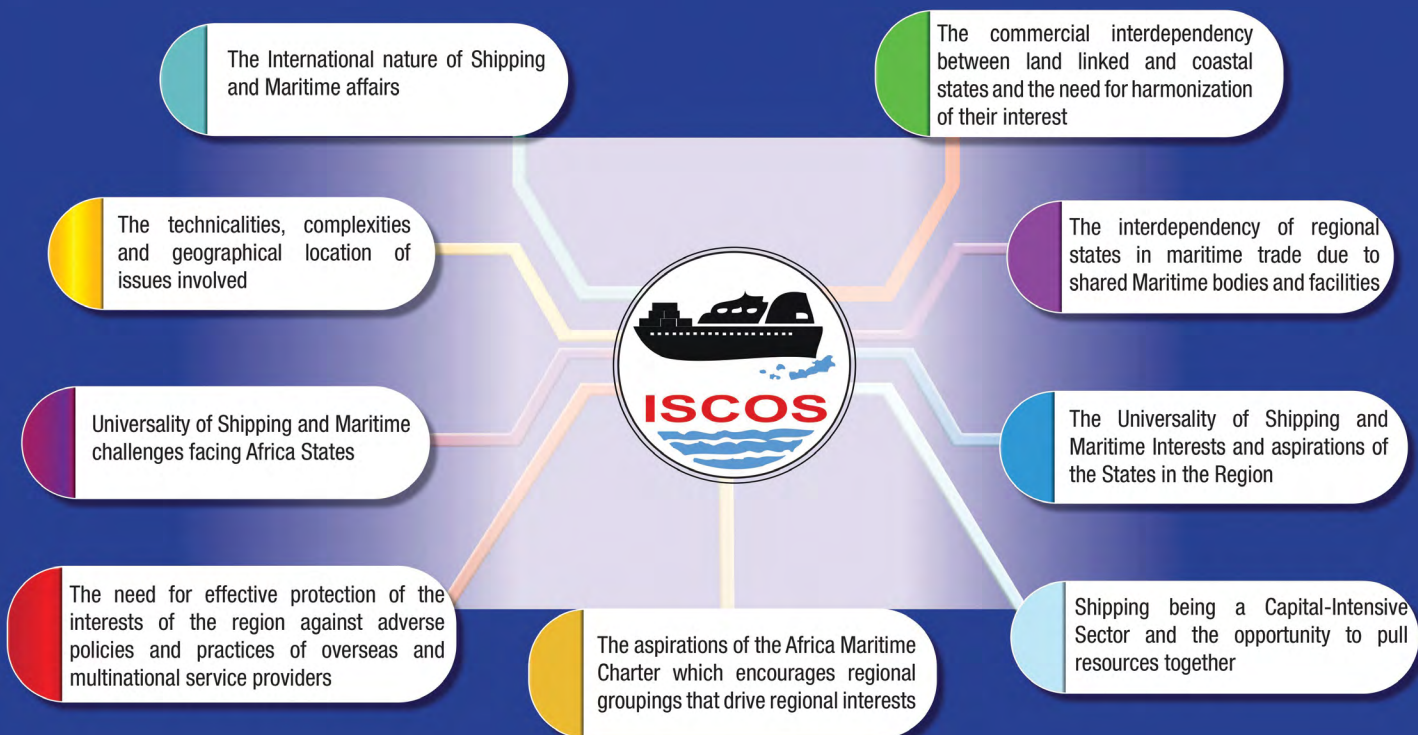 The International nature of Shipping
and Maritime affairs
The commercial interdependency
between land linked and coastal
states and the need for harmonization
of their interest
The technicalities, complexities
and geographical location of
issues involved
The interdependency of regional
states in maritime trade due to
shared Maritime bodies and facilities
ISCOS
Universality of Shipping and Maritime
challenges facing Africa States
The Universality of Shipping and
Maritime Interests and aspirations of
the States in the Region
The need for effective protection of the
interests of the region against adverse
policies and practices of overseas and
multinational service providers
The aspirations of the Africa Maritime
Charter which encourages regional
groupings that drive regional interests
Shipping being a Capital-Intensive
Sector and the opportunity to pull
resources together